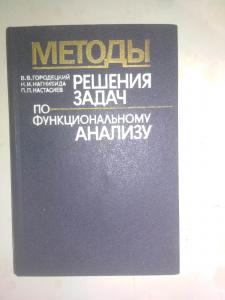 МЕТОДЫ
В.В.ГОРОДЕЦКИЙ
Н.И.НАГНИБИДА
П.П.НАСТАСИЕВ
РЕШЕНИЯ
ЗАДАЧ
ПО
ФУНКЦИОНАЛЬНОМУ
АНАЛИЗУ